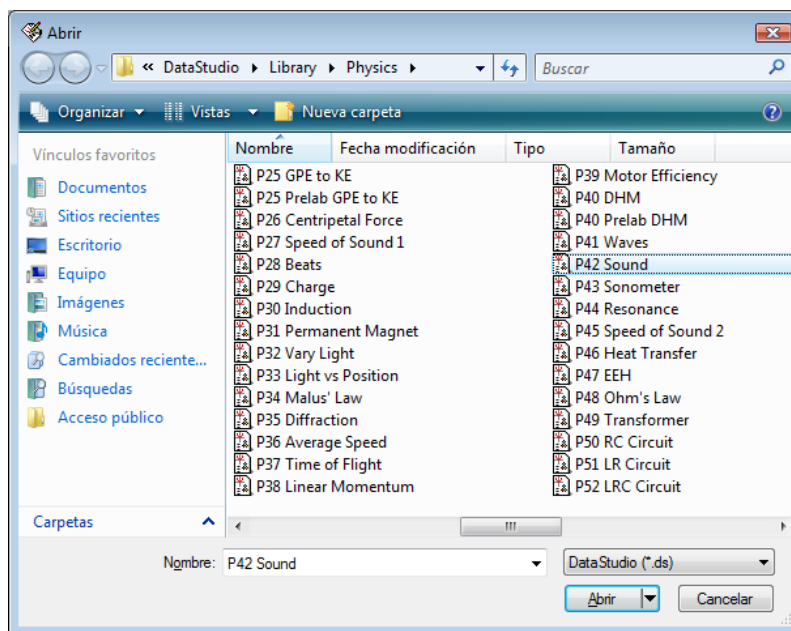 Abrir
« DataStudio Library Physics
Buscar
Organizar Vistas Nueva carpeta
Vínculos favoritos
Documentos
Sitios recientes
Escritorio
Equipo
Imágenes
Música
Cambiados reciente...
Búsquedas
Acceso público
Carpetas
Nombre Fecha modificación Tipo Tamaño
P25 GPE to KE
P25 Prelab GPE to KE
P26 Centripetal Force
P27 Speed of Sound 1
P28 Beats
P29 Charge
P30 Induction
P31 Permanent Magnet
P32 Vary Light
P33 Light vs Position
P34 Malus' Law
P35 Diffraction
P36 Average Speed
P37 Time of Flight
P38 Linear Momentum
P39 Motor Efficiency
P40 DHM
P40 Prelab DHM
P41 Waves
P42 Sound
P43 Sonometer
P44 Resonance
P45 Speed of Sound 2
P46 Heat Transfer
P47 EEH
P48 Ohm's Law
P49 Transformer
P50 RC Circuit
P51 LR Circuit
P52 LRC Circuit
Nombre: P42 Sound
DataStudio (*.ds)
Abrir Cancelar